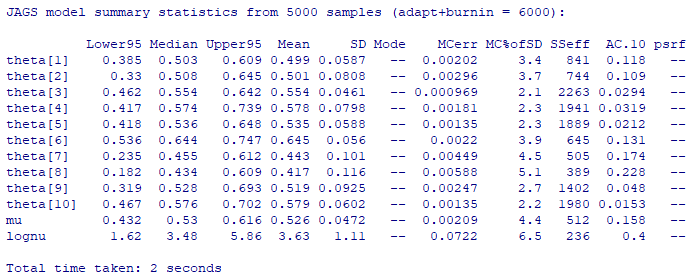 JAGS model summary statistics from 5000 samples (adapt+burnin = 6000):
Lower95 Median Upper95 Mean SD Mode MCerr MC%ofSD SSeff AC.10 psrf
theta[1] 0.385 0.503 0.609 0.499 0.0587 -- 0.00202 3.4 841 0.118 --
theta[2] 0.33 0.508 0.645 0.501 0.0808 -- 0.00296 3.7 744 0.109 --
theta[3] 0.462 0.554 0.642 0.554 0.0461 -- 0.000969 2.1 2263 0.0294 --
theta[4] 0.417 0.574 0.739 0.578 0.0798 -- 0.00181 2.3 1941 0.0319 --
theta[5] 0.418 0.536 0.648 0.535 0.0588 -- 0.00135 2.3 1889 0.0212 --
theta[6] 0.536 0.644 0.747 0.645 0.056 -- 0.0022 3.9 645 0.131 --
theta[7] 0.235 0.455 0.612 0.443 0.101 -- 0.00449 4.5 505 0.174 --
theta[8] 0.182 0.434 0.609 0.417 0.116 -- 0.00588 5.1 389 0.228 --
theta[9] 0.319 0.528 0.693 0.519 0.0925 -- 0.00247 2.7 1402 0.048 --
theta[10] 0.467 0.576 0.702 0.579 0.0602 -- 0.00135 2.2 1980 0.0153 --
mu 0.432 0.53 0.616 0.526 0.0472 -- 0.00209 4.4 512 0.158 --
lognu 1.62 3.48 5.86 3.63 1.11 -- 0.0722 6.5 236 0.4 --
Total time taken: 2 seconds